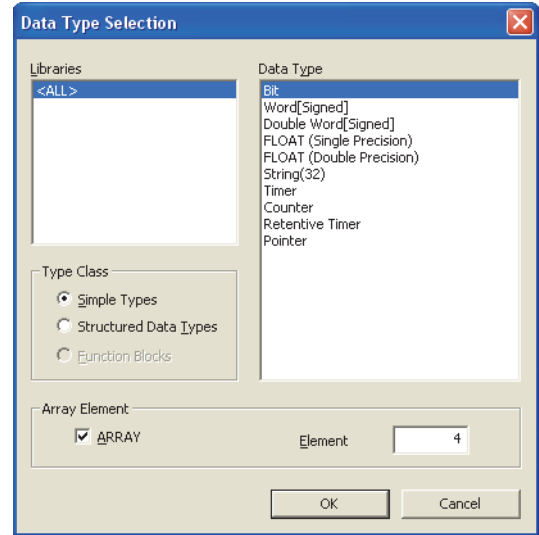 Data Type Selection
Libraries
<ALL>
Data Type
Bit
Word[Signed]
Double Word[Signed]
FLOAT (Single Precision)
FLOAT (Double Precision)
String(32)
Timer
Counter
Retentive Timer
Pointer
Type Class
Simple Types
Structured Data Types
Function Blocks
Array Element
ARRAY
Element
4
OK
Cancel